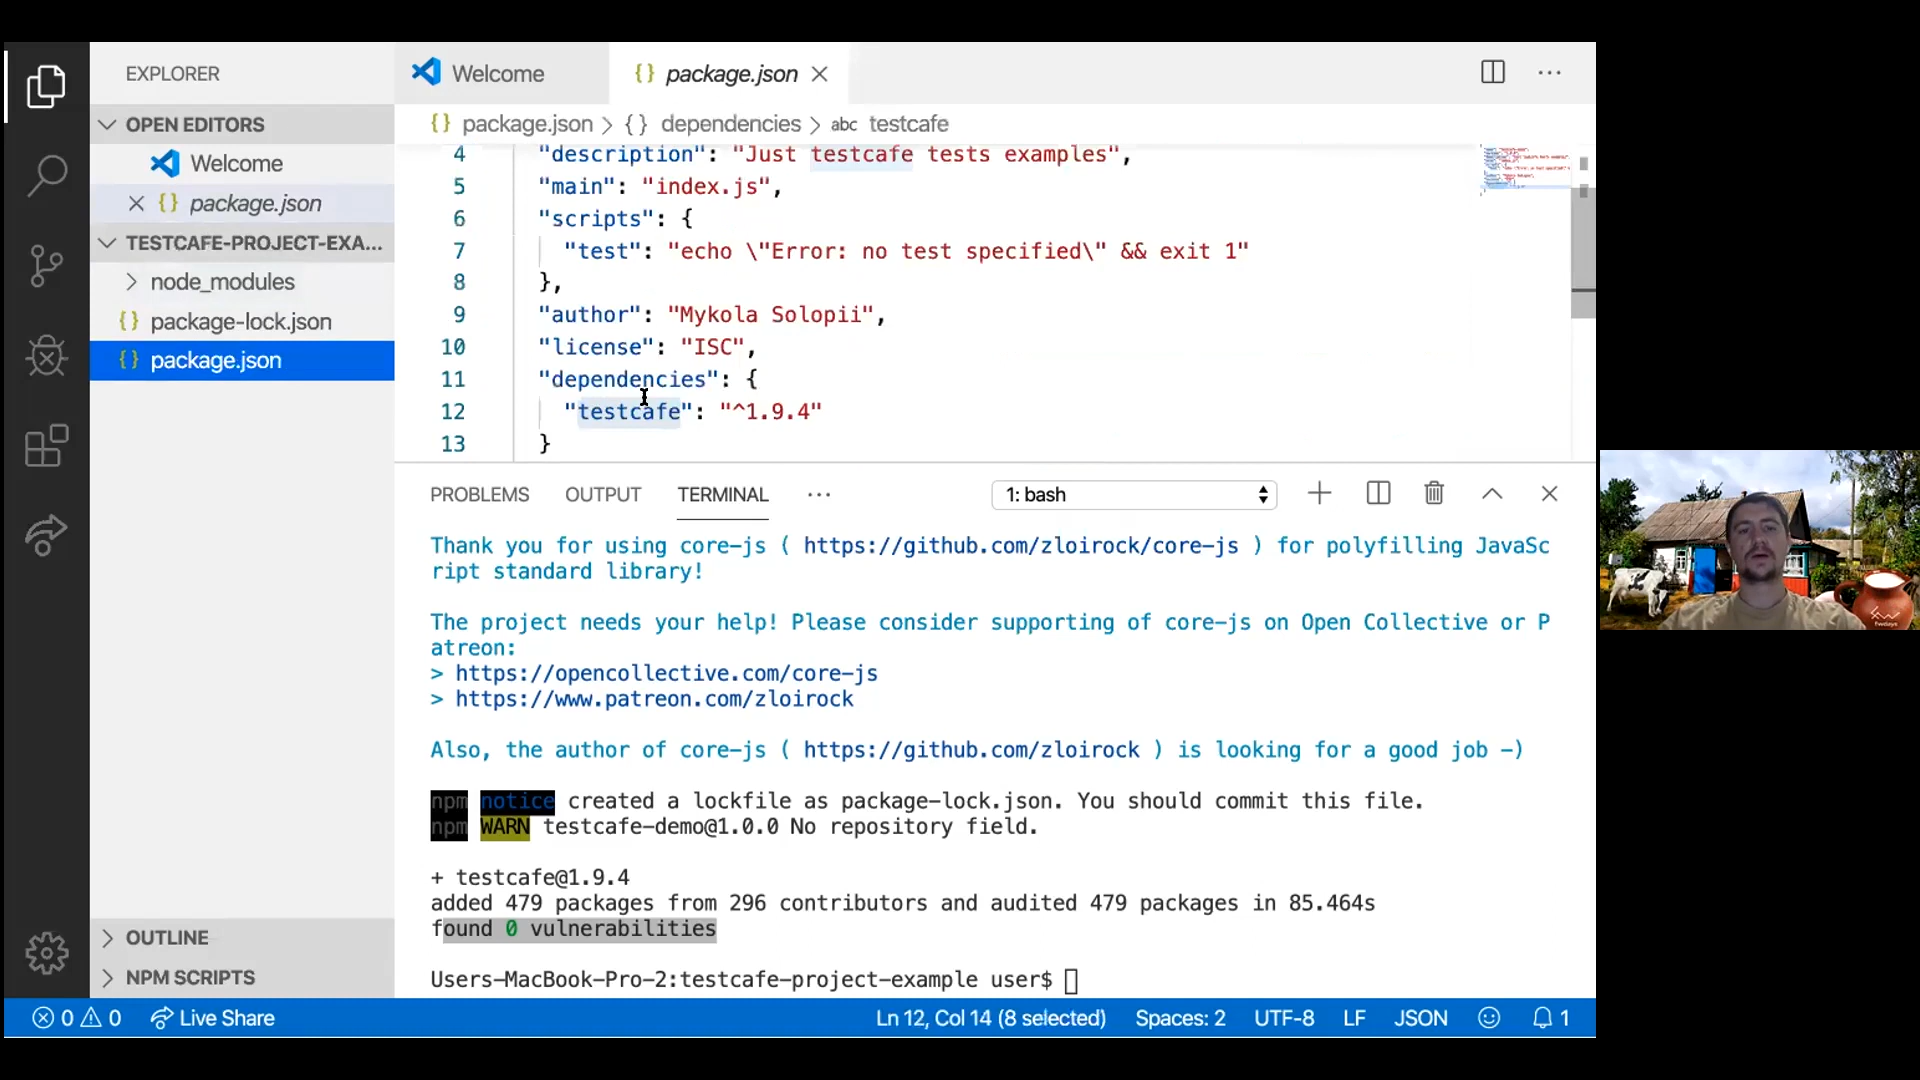 EXPLORER
OPEN EDITORS
Welcome
package.json
TESTCAFE-PROJECT-EXA...
node_modules
package-lock.json
package.json
OUTLINE
NPM SCRIPTS
Welcome
package.json
package.json > {} dependencies > abc testcafe
4 "description": "Just testcafe tests examples",
5 "main": "index.js",
6 "scripts": {
7 "test": "echo \"Error: no test specified\" && exit 1"
8 },
9 "author": "Mykola Solopii",
10 "license": "ISC",
11 "dependencies": {
12 "testcafe": "^1.9.4"
13 }
PROBLEMS OUTPUT TERMINAL ... 1: bash
Thank you for using core-js ( https://github.com/zloirock/core-js ) for polyfilling JavaSc
ript standard library!
The project needs your help! Please consider supporting of core-js on Open Collective or P
atreon:
> https://opencollective.com/core-js
> https://www.patreon.com/zloirock
Also, the author of core-js ( https://github.com/zloirock ) is looking for a good job -)
npm notice created a lockfile as package-lock.json. You should commit this file.
npm WARN testcafe-demo@1.0.0 No repository field.
+ testcafe@1.9.4
added 479 packages from 296 contributors and audited 479 packages in 85.464s
found 0 vulnerabilities
Users-MacBook-Pro-2:testcafe-project-example user$
0 0 Live Share Ln 12, Col 14 (8 selected) Spaces: 2 UTF-8 LF JSON 1